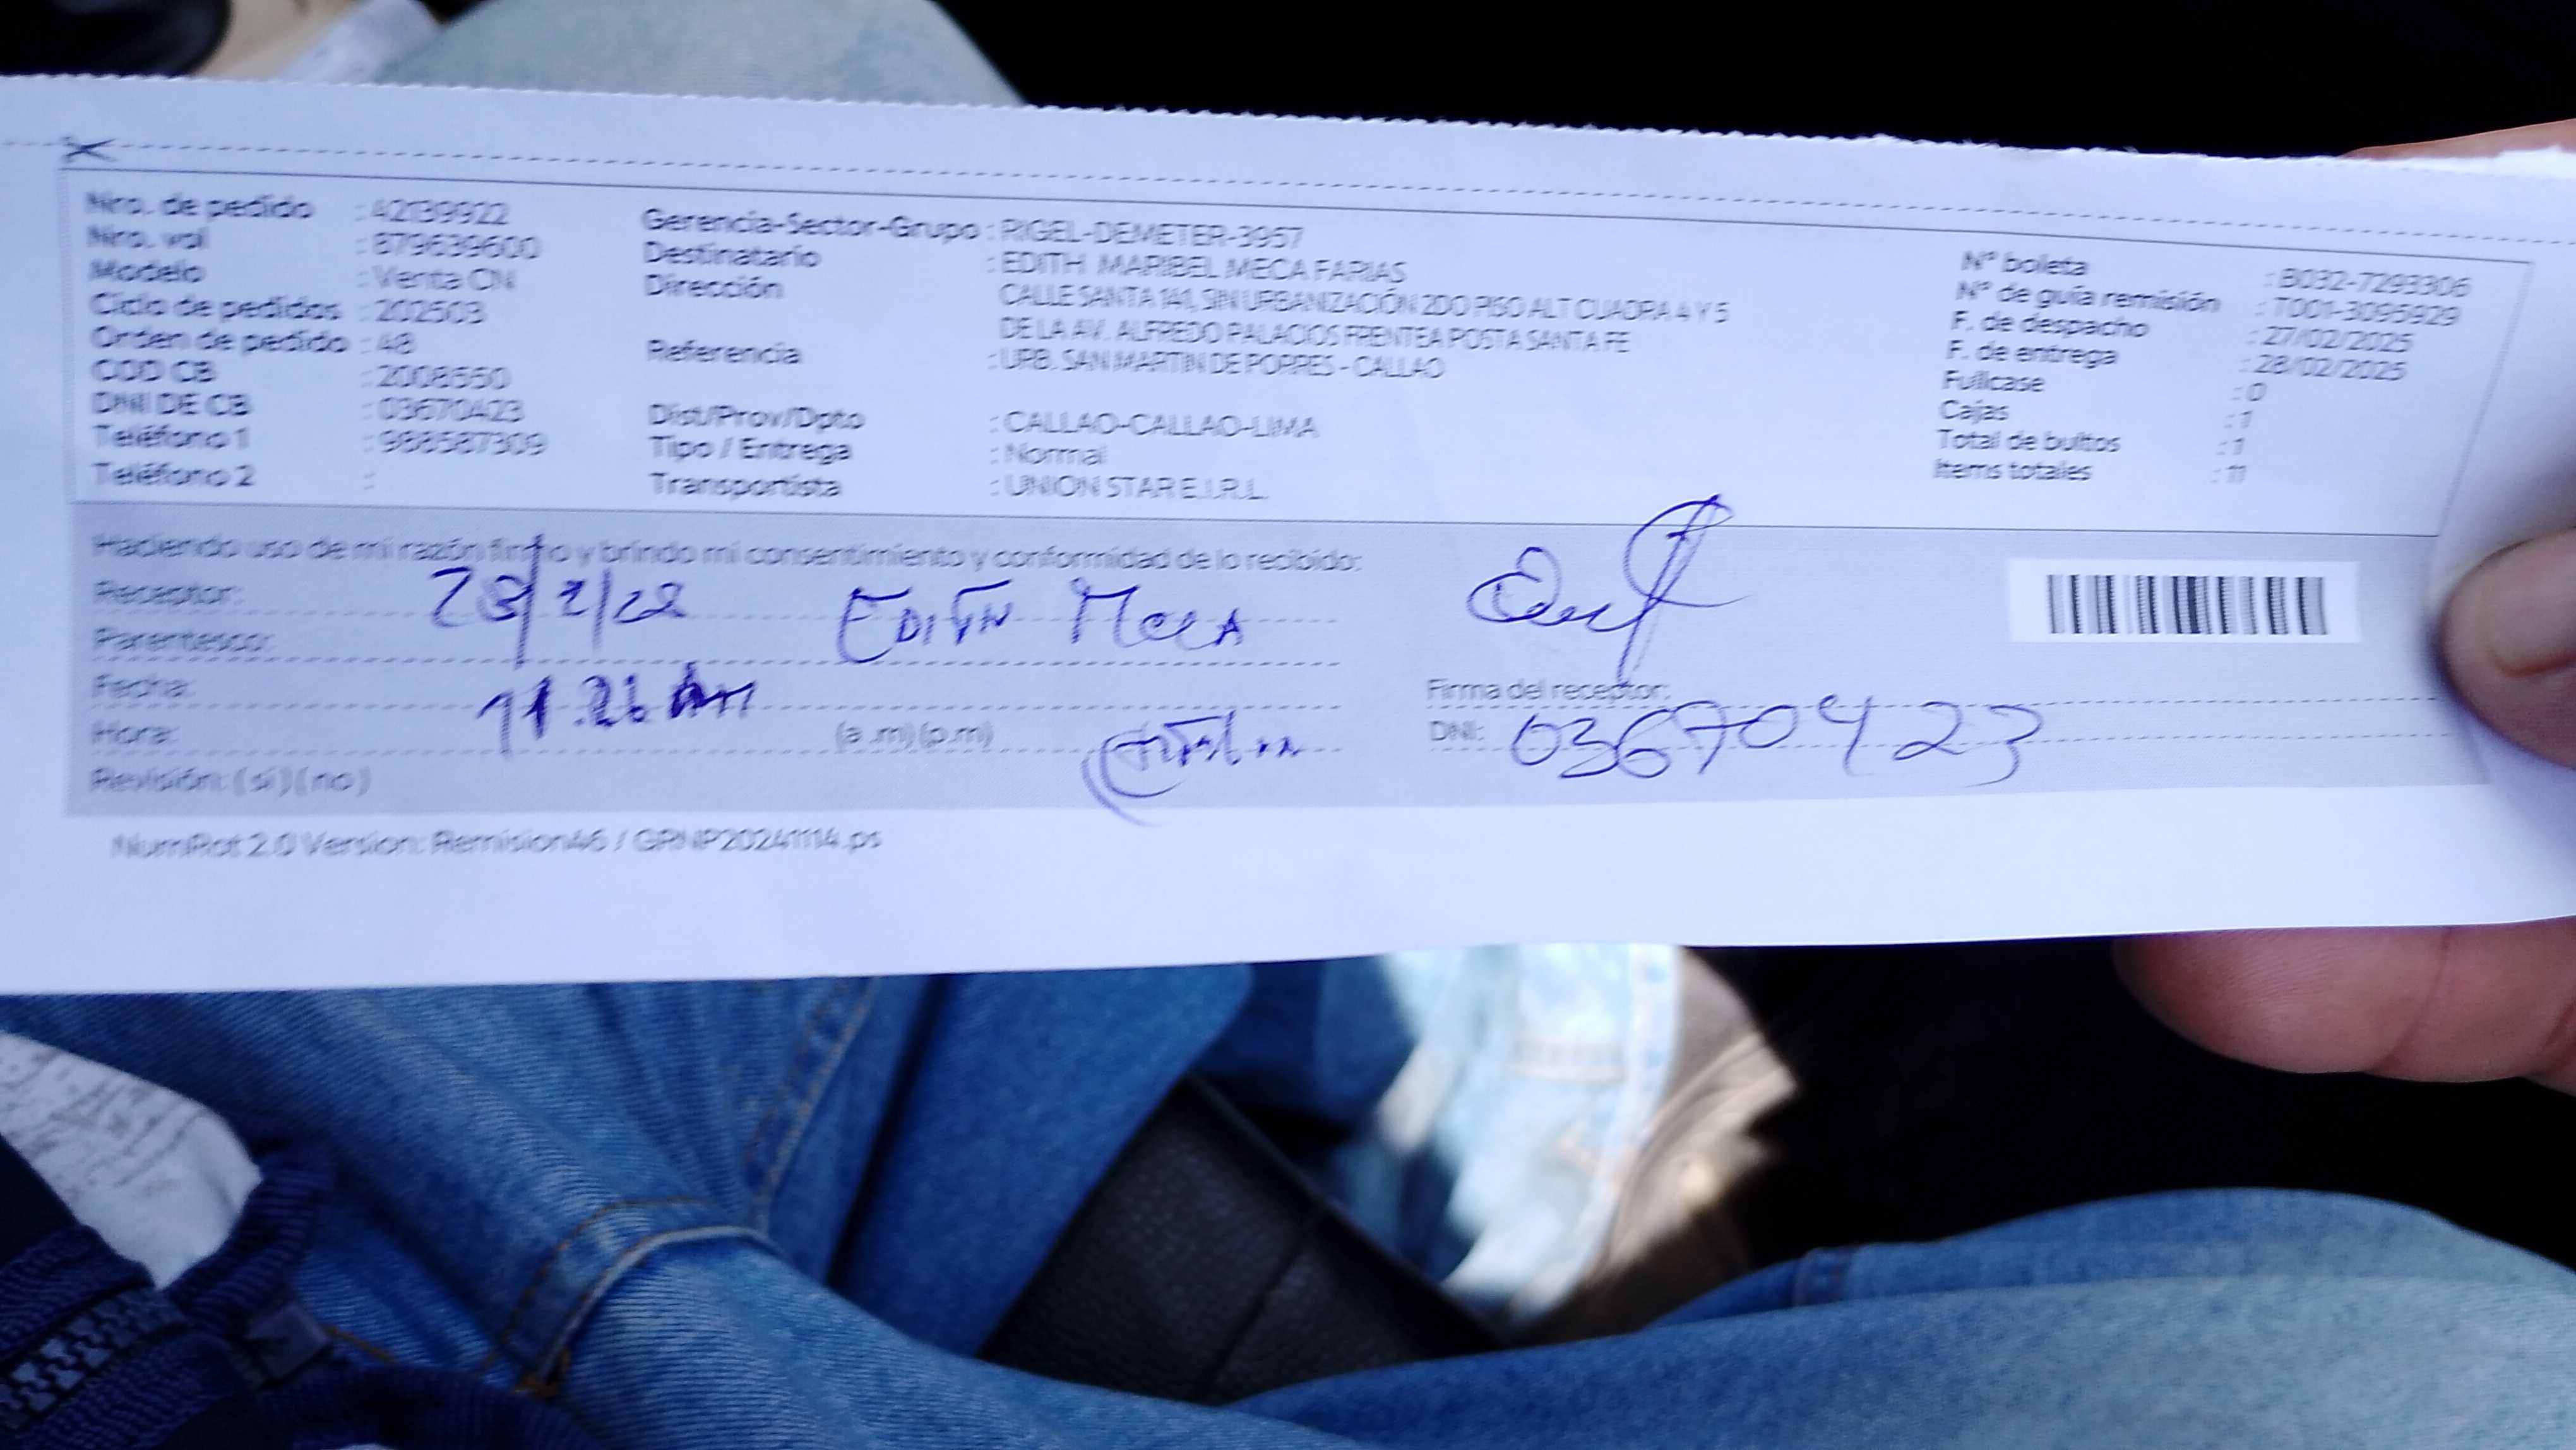 Nro. de pedido : 42139922
Nro. vol : 879639600
Modelo : Venta CN
Ciclo de pedidos : 202503
Orden de pedido : 48
COD CB : 2008550
DNI DE CB : 03670423
Teléfono 1 : 988587309
Teléfono 2 :
Gerencia-Sector-Grupo : RIGEL-DEMETER-3957
Destinatario : EDITH MARIBEL MECA FARIAS
Dirección CALLE SANTA 141, SIN URBANIZACIÓN 2DO PISO ALT CUADRA 4 Y 5
DE LA AV. ALFREDO PALACIOS FRENTEA POSTA SANTA FE
Referencia : URB. SAN MARTIN DE PORRES - CALLAO
Dist/Prov/Dpto : CALLAO-CALLAO-LIMA
Tipo / Entrega : Normal
Transportista : UNION STAR E.I.R.L.
N° boleta : B032-7293306
N° de guía remisión : T001-3095929
F. de despacho : 27/02/2025
F. de entrega : 28/02/2025
Fullcase : 0
Cajas : 1
Total de bultos : 1
Items totales : 11
Haciendo uso de mi razón firmo y brindo mi consentimiento y conformidad de lo recibido:
Receptor: EDITH MECA
Parentesco:
Fecha: 11.26 AM
Hora: (a .m) (p.m)
Revisión: (si) (no)
Firma del receptor:
DNI: 03670423
NumRot 2.0 Version: Remision46 / GRNP20241114.ps